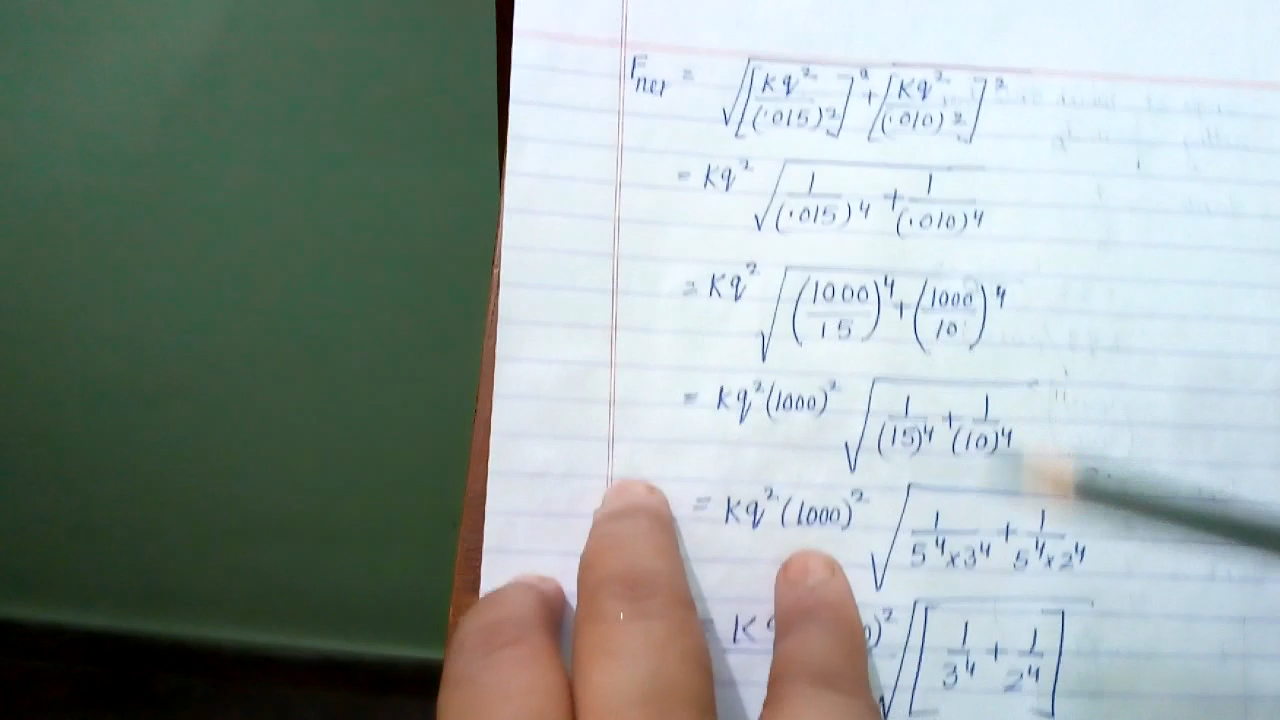 F_net = √([Kq²/(.015)²]² + [Kq²/(.010)²]²)
= Kq² √(1/(.015)⁴ + 1/(.010)⁴)
= Kq² √((1000/15)⁴ + (1000/10)⁴)
= Kq²(1000)² √(1/(15)⁴ + 1/(10)⁴)
= Kq²(1000)² √(1/(5⁴×3⁴) + 1/(5⁴×2⁴))
= K )² √[1/3⁴ + 1/2⁴]